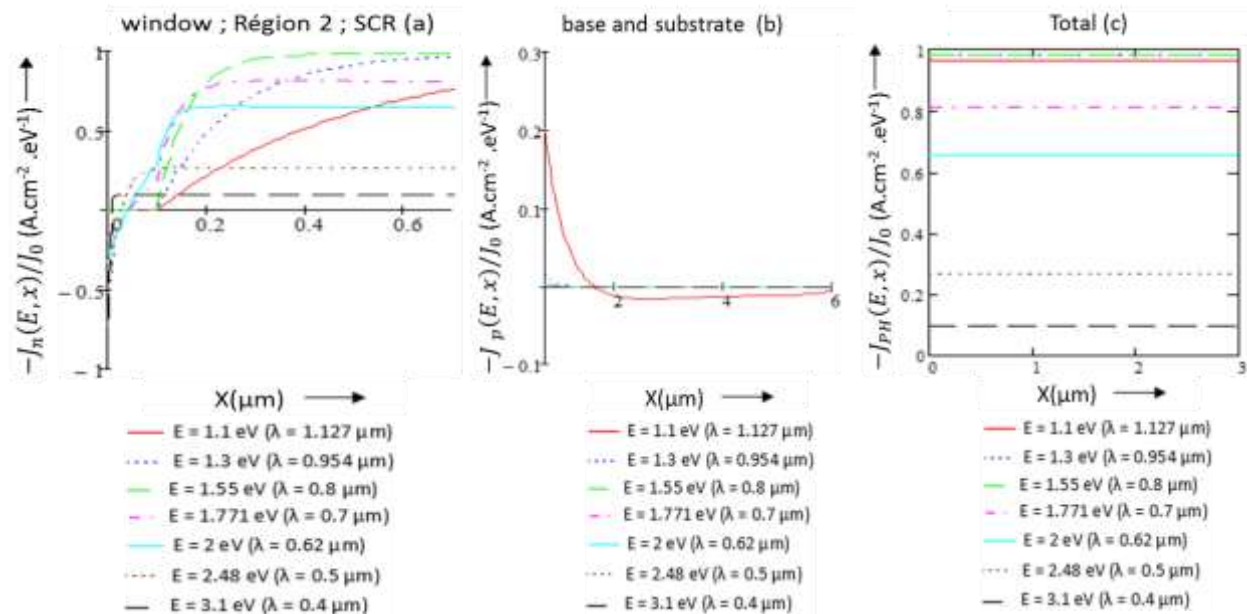 window ; Région 2 ; SCR (a)
1
0.5
0
0.2
0.4
0.6
− 0.5
− 1
−Jₙ(E, x)/J₀ (A.cm⁻² .eV⁻¹)
X(µm)
E = 1.1 eV (λ = 1.127 µm)
E = 1.3 eV (λ = 0.954 µm)
E = 1.55 eV (λ = 0.8 µm)
E = 1.771 eV (λ = 0.7 µm)
E = 2 eV (λ = 0.62 µm)
E = 2.48 eV (λ = 0.5 µm)
E = 3.1 eV (λ = 0.4 µm)
base and substrate (b)
0.3
0.2
0.1
2
4
6
− 0.1
−Jₚ(E, x)/J₀ (A.cm⁻² .eV⁻¹)
X(µm)
E = 1.1 eV (λ = 1.127 µm)
E = 1.3 eV (λ = 0.954 µm)
E = 1.55 eV (λ = 0.8 µm)
E = 1.771 eV (λ = 0.7 µm)
E = 2 eV (λ = 0.62 µm)
E = 2.48 eV (λ = 0.5 µm)
E = 3.1 eV (λ = 0.4 µm)
Total (c)
1
0.8
0.6
0.4
0.2
0
0
1
2
3
−J_PH(E, x)/J₀ (A.cm⁻² .eV⁻¹)
X(µm)
E = 1.1 eV (λ = 1.127 µm)
E = 1.3 eV (λ = 0.954 µm)
E = 1.55 eV (λ = 0.8 µm)
E = 1.771 eV (λ = 0.7 µm)
E = 2 eV (λ = 0.62 µm)
E = 2.48 eV (λ = 0.5 µm)
E = 3.1 eV (λ = 0.4 µm)